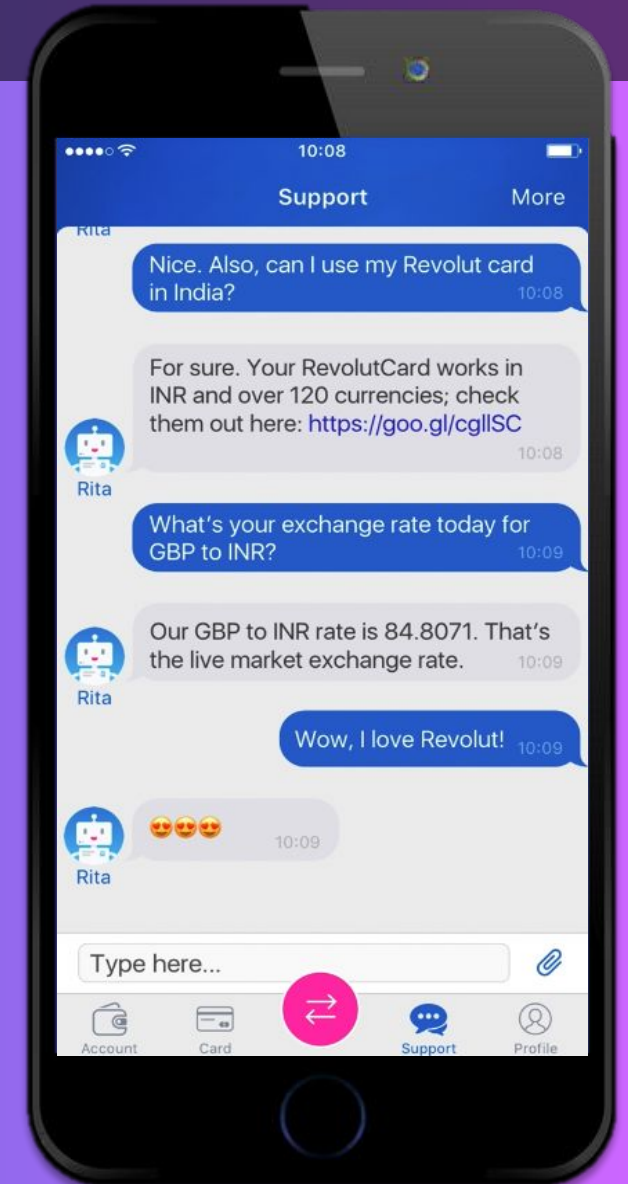 10:08
Support
More
Rita
Nice. Also, can I use my Revolut card
in India?
10:08
For sure. Your RevolutCard works in
INR and over 120 currencies; check
them out here: https://goo.gl/cgllSC
10:08
Rita
What's your exchange rate today for
GBP to INR?
10:09
Our GBP to INR rate is 84.8071. That's
the live market exchange rate.
10:09
Rita
Wow, I love Revolut!
10:09
😍😍😍
10:09
Rita
Type here...
Account
Card
Support
Profile